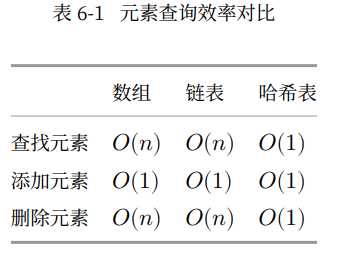 表 6-1 元素查询效率对比
数组 链表 哈希表
查找元素 O(n) O(n) O(1)
添加元素 O(1) O(1) O(1)
删除元素 O(n) O(n) O(1)